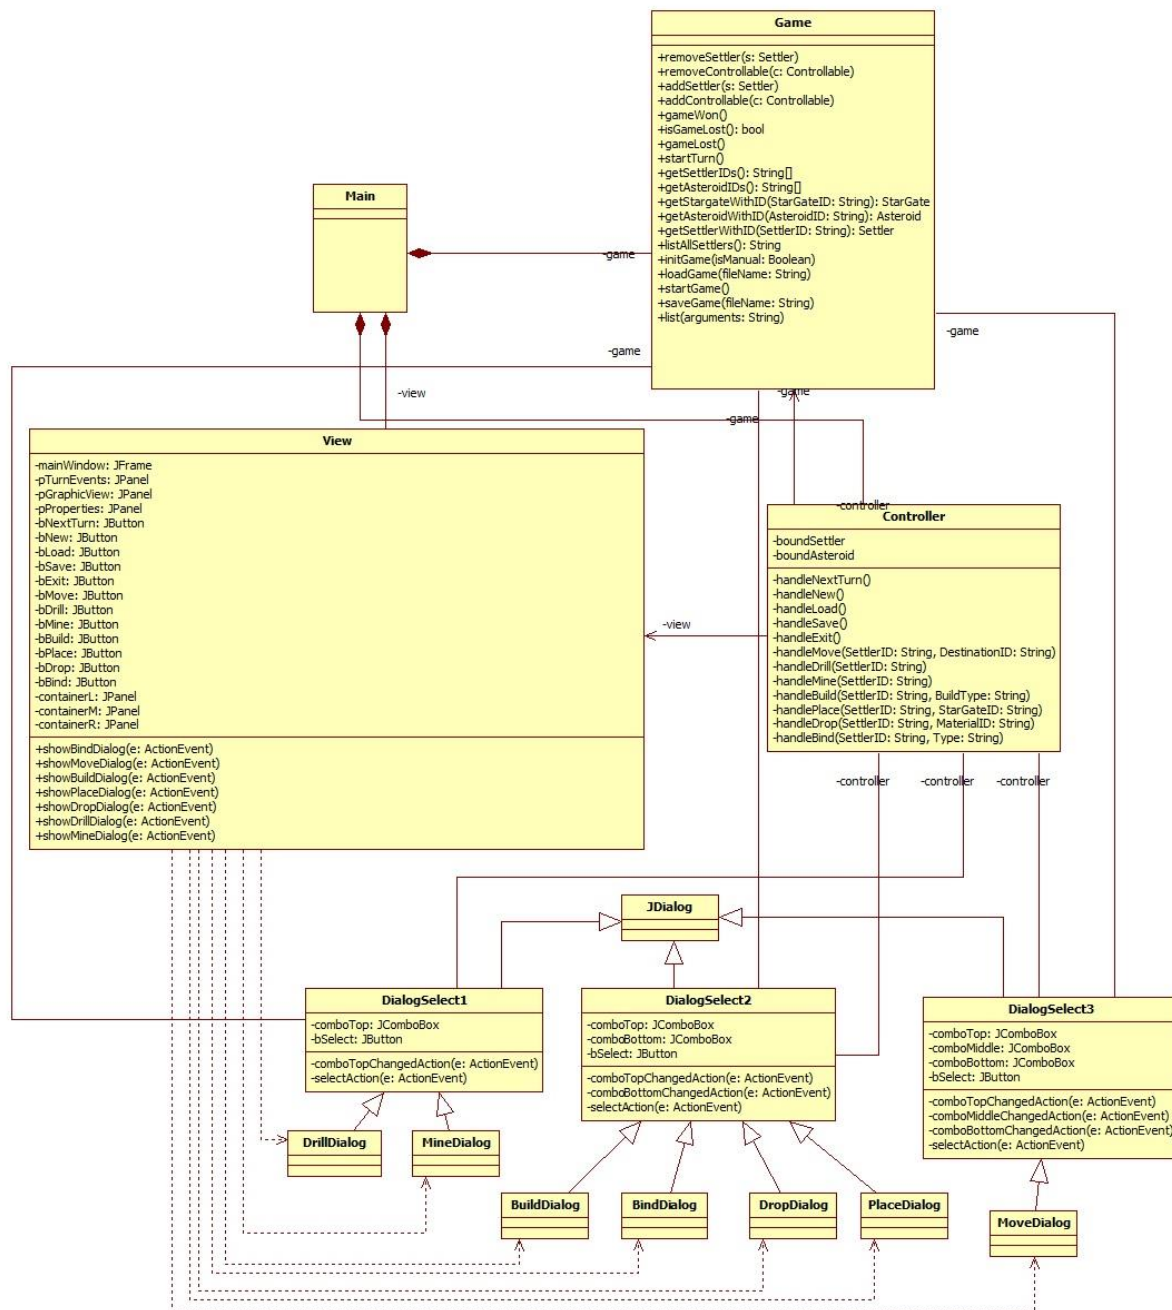 Game
+removeSettler(s: Settler)
+removeControllable(c: Controllable)
+addSettler(s: Settler)
+addControllable(c: Controllable)
+gameWon()
+isGameLost(): bool
+gameLost()
+startTurn()
+getSettlerIDs(): String[]
+getAsteroidIDs(): String[]
+getStargateWithID(StarGateID: String): StarGate
+getAsteroidWithID(AsteroidID: String): Asteroid
+getSettlerWithID(SettlerID: String): Settler
+listAllSettlers(): String
+initGame(isManual: Boolean)
+loadGame(fileName: String)
+startGame()
+saveGame(fileName: String)
+list(arguments: String)
Main
-game
-game
-game
-view
-game
-game
View
-mainWindow: JFrame
-pTurnEvents: JPanel
-pGraphicView: JPanel
-pProperties: JPanel
-bNextTurn: JButton
-bNew: JButton
-bLoad: JButton
-bSave: JButton
-bExit: JButton
-bMove: JButton
-bDrill: JButton
-bMine: JButton
-bBuild: JButton
-bPlace: JButton
-bDrop: JButton
-bBind: JButton
-containerL: JPanel
-containerM: JPanel
-containerR: JPanel
+showBindDialog(e: ActionEvent)
+showMoveDialog(e: ActionEvent)
+showBuildDialog(e: ActionEvent)
+showPlaceDialog(e: ActionEvent)
+showDropDialog(e: ActionEvent)
+showDrillDialog(e: ActionEvent)
+showMineDialog(e: ActionEvent)
-controller
Controller
-boundSettler
-boundAsteroid
-handleNextTurn()
-handleNew()
-handleLoad()
-handleSave()
-handleExit()
-handleMove(SettlerID: String, DestinationID: String)
-handleDrill(SettlerID: String)
-handleMine(SettlerID: String)
-handleBuild(SettlerID: String, BuildType: String)
-handlePlace(SettlerID: String, StarGateID: String)
-handleDrop(SettlerID: String, MaterialID: String)
-handleBind(SettlerID: String, Type: String)
-view
-controller
-controller
-controller
JDialog
DialogSelect1
-comboTop: JComboBox
-bSelect: JButton
-comboTopChangedAction(e: ActionEvent)
-selectAction(e: ActionEvent)
DialogSelect2
-comboTop: JComboBox
-comboBottom: JComboBox
-bSelect: JButton
-comboTopChangedAction(e: ActionEvent)
-comboBottomChangedAction(e: ActionEvent)
-selectAction(e: ActionEvent)
DialogSelect3
-comboTop: JComboBox
-comboMiddle: JComboBox
-comboBottom: JComboBox
-bSelect: JButton
-comboTopChangedAction(e: ActionEvent)
-comboMiddleChangedAction(e: ActionEvent)
-comboBottomChangedAction(e: ActionEvent)
-selectAction(e: ActionEvent)
DrillDialog
MineDialog
BuildDialog
BindDialog
DropDialog
PlaceDialog
MoveDialog